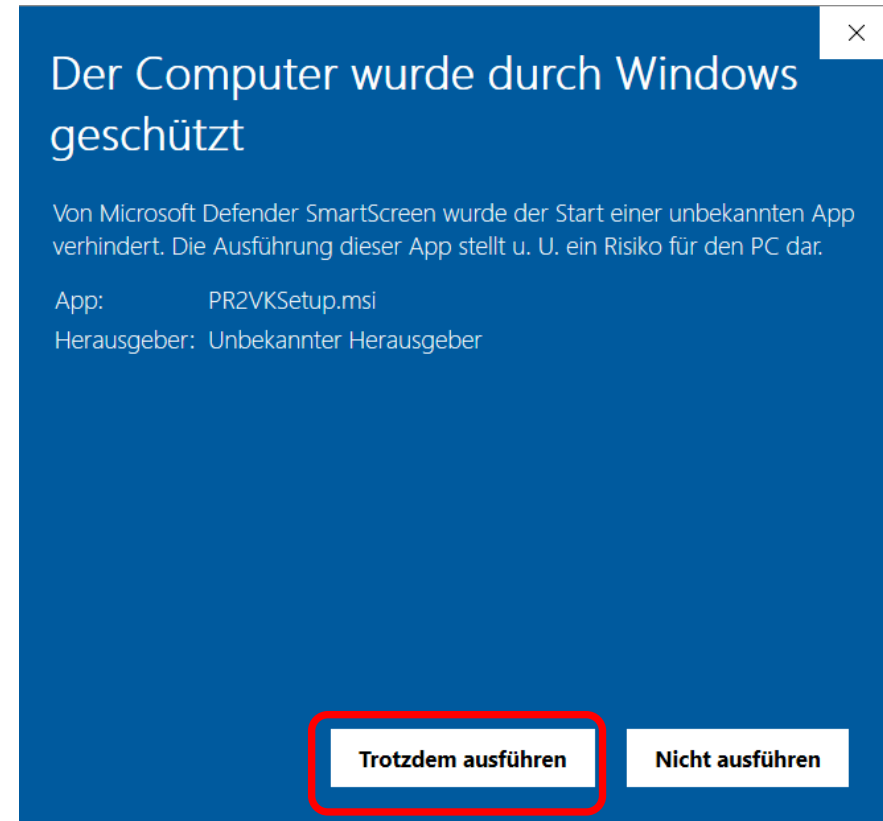 Der Computer wurde durch Windows
geschützt
Von Microsoft Defender SmartScreen wurde der Start einer unbekannten App
verhindert. Die Ausführung dieser App stellt u. U. ein Risiko für den PC dar.
App: PR2VKSetup.msi
Herausgeber: Unbekannter Herausgeber
Trotzdem ausführen Nicht ausführen